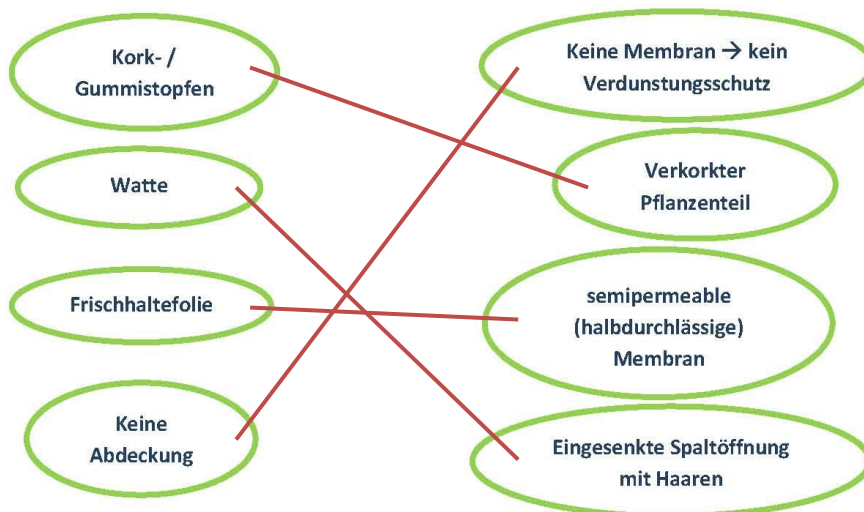 Kork- /
Gummistopfen
Watte
Frischhaltefolie
Keine
Abdeckung
Keine Membran → kein
Verdunstungsschutz
Verkorkter
Pflanzenteil
semipermeable
(halbdurchlässige)
Membran
Eingesenkte Spaltöffnung
mit Haaren